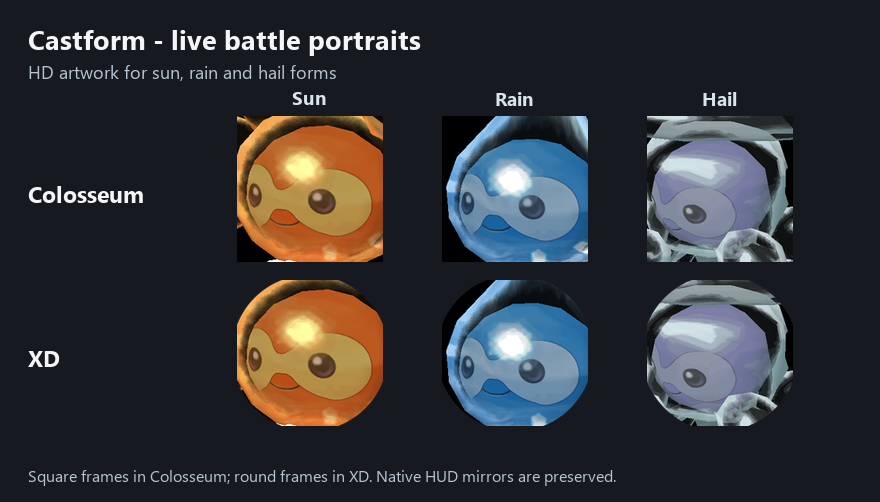 Castform - live battle portraits
HD artwork for sun, rain and hail forms
Sun Rain Hail
Colosseum
XD
Square frames in Colosseum; round frames in XD. Native HUD mirrors are preserved.